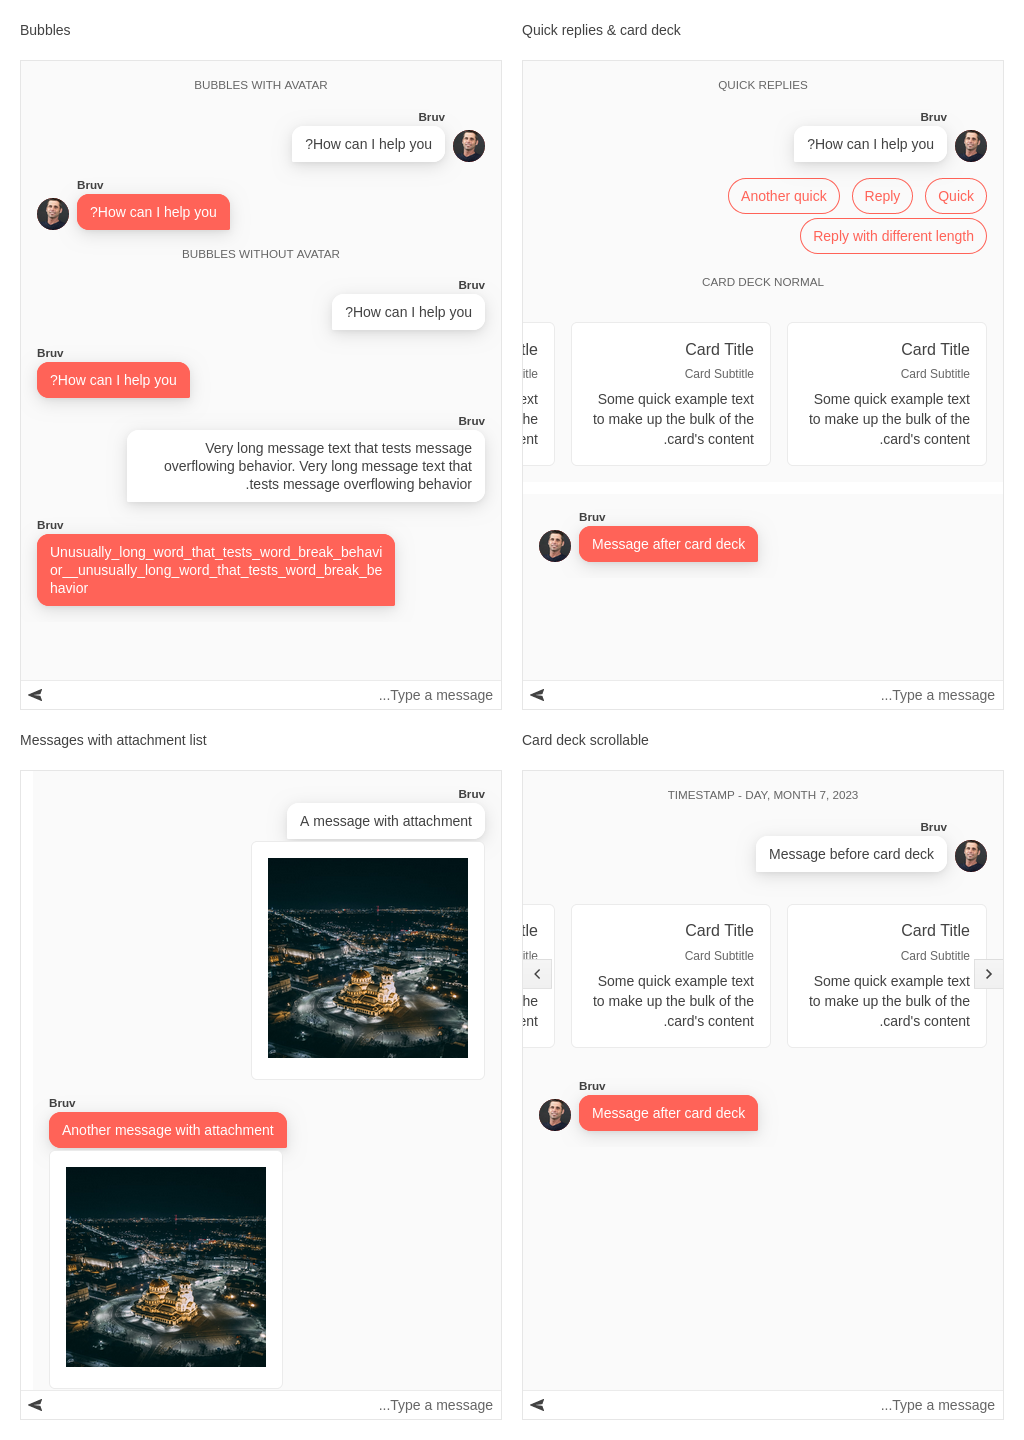 Bubbles
BUBBLES WITH AVATAR
Bruv
?How can I help you
Bruv
?How can I help you
BUBBLES WITHOUT AVATAR
Bruv
?How can I help you
Bruv
?How can I help you
Bruv
Very long message text that tests message
overflowing behavior. Very long message text that
.tests message overflowing behavior
Bruv
Unusually_long_word_that_tests_word_break_behavi
or__unusually_long_word_that_tests_word_break_be
havior
...Type a message
Quick replies & card deck
QUICK REPLIES
Bruv
?How can I help you
Another quick
Reply
Quick
Reply with different length
CARD DECK NORMAL
tle
itle
ext
he
ent
Card Title
Card Subtitle
Some quick example text
to make up the bulk of the
.card's content
Card Title
Card Subtitle
Some quick example text
to make up the bulk of the
.card's content
Bruv
Message after card deck
...Type a message
Messages with attachment list
Bruv
A message with attachment
Bruv
Another message with attachment
...Type a message
Card deck scrollable
TIMESTAMP - DAY, MONTH 7, 2023
Bruv
Message before card deck
tle
itle
he
ent
Card Title
Card Subtitle
Some quick example text
to make up the bulk of the
.card's content
Card Title
Card Subtitle
Some quick example text
to make up the bulk of the
.card's content
Bruv
Message after card deck
...Type a message